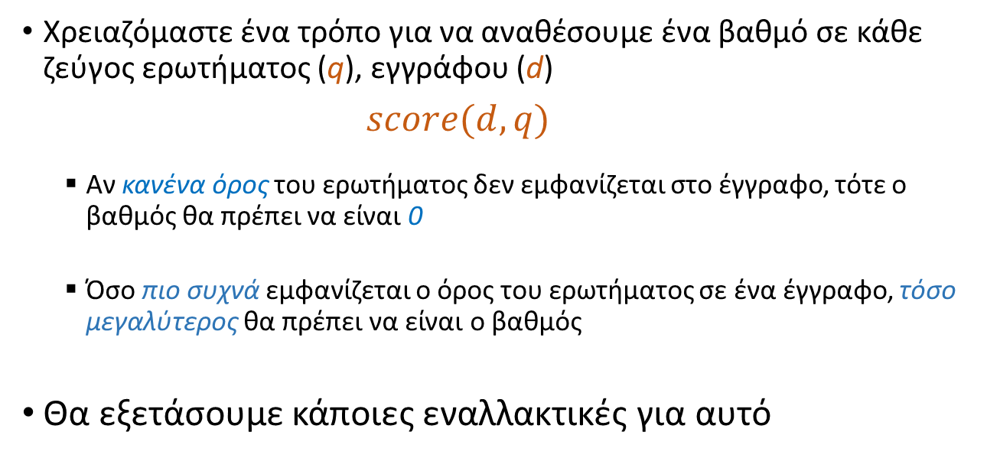 • Χρειαζόμαστε ένα τρόπο για να αναθέσουμε ένα βαθμό σε κάθε
ζεύγος ερωτήματος (q), εγγράφου (d)
score(d, q)
▪ Αν κανένα όρος του ερωτήματος δεν εμφανίζεται στο έγγραφο, τότε ο
βαθμός θα πρέπει να είναι 0
▪ Όσο πιο συχνά εμφανίζεται ο όρος του ερωτήματος σε ένα έγγραφο, τόσο
μεγαλύτερος θα πρέπει να είναι ο βαθμός
• Θα εξετάσουμε κάποιες εναλλακτικές για αυτό